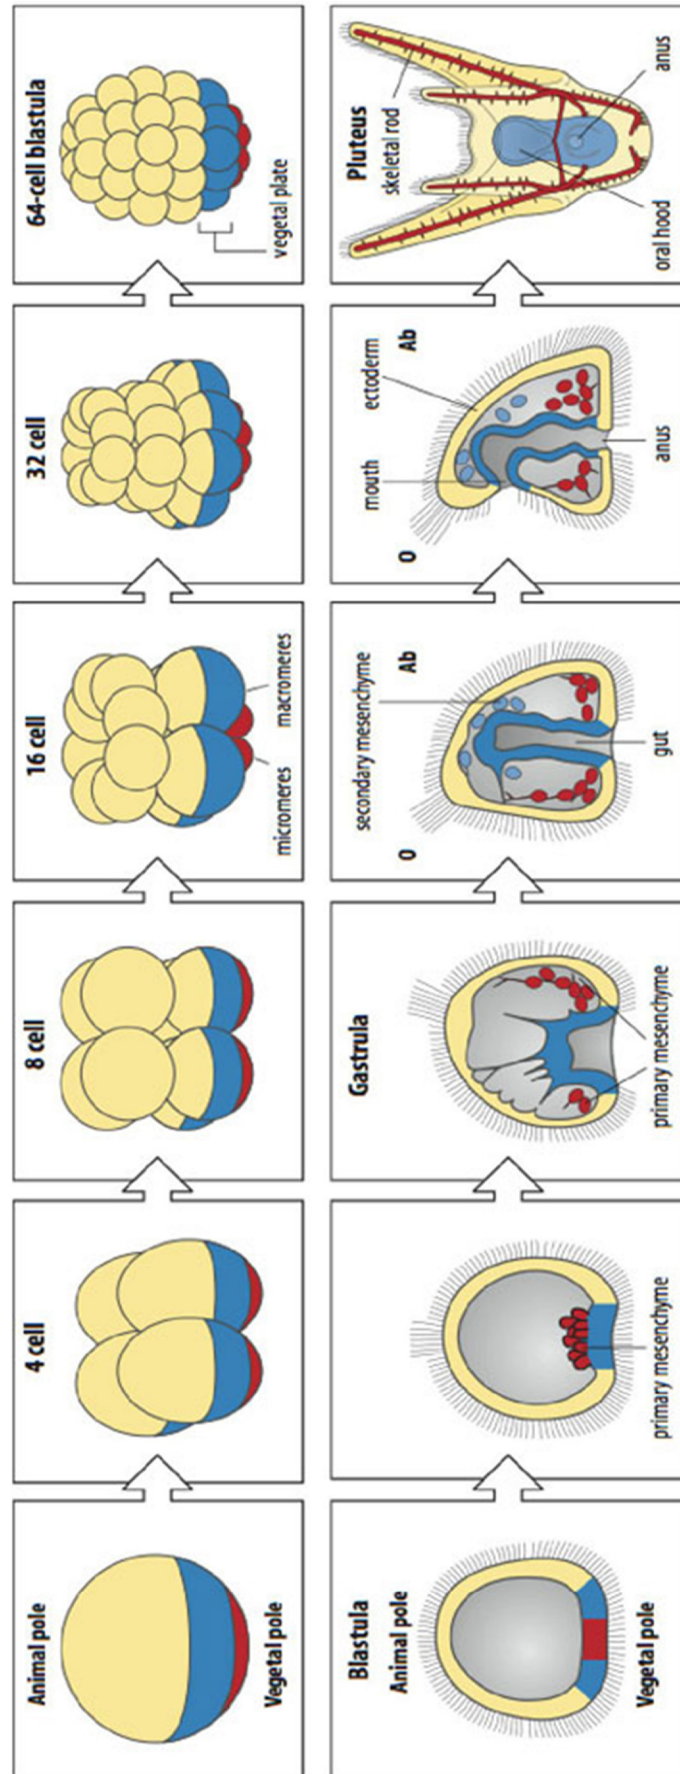 Animal pole
Vegetal pole
4 cell
8 cell
16 cell
micromeres
macromeres
32 cell
64-cell blastula
vegetal plate
Blastula
Animal pole
Vegetal pole
primary mesenchyme
Gastrula
primary mesenchyme
secondary mesenchyme
O
Ab
gut
mouth
ectoderm
O
Ab
anus
Pluteus
skeletal rod
oral hood
anus